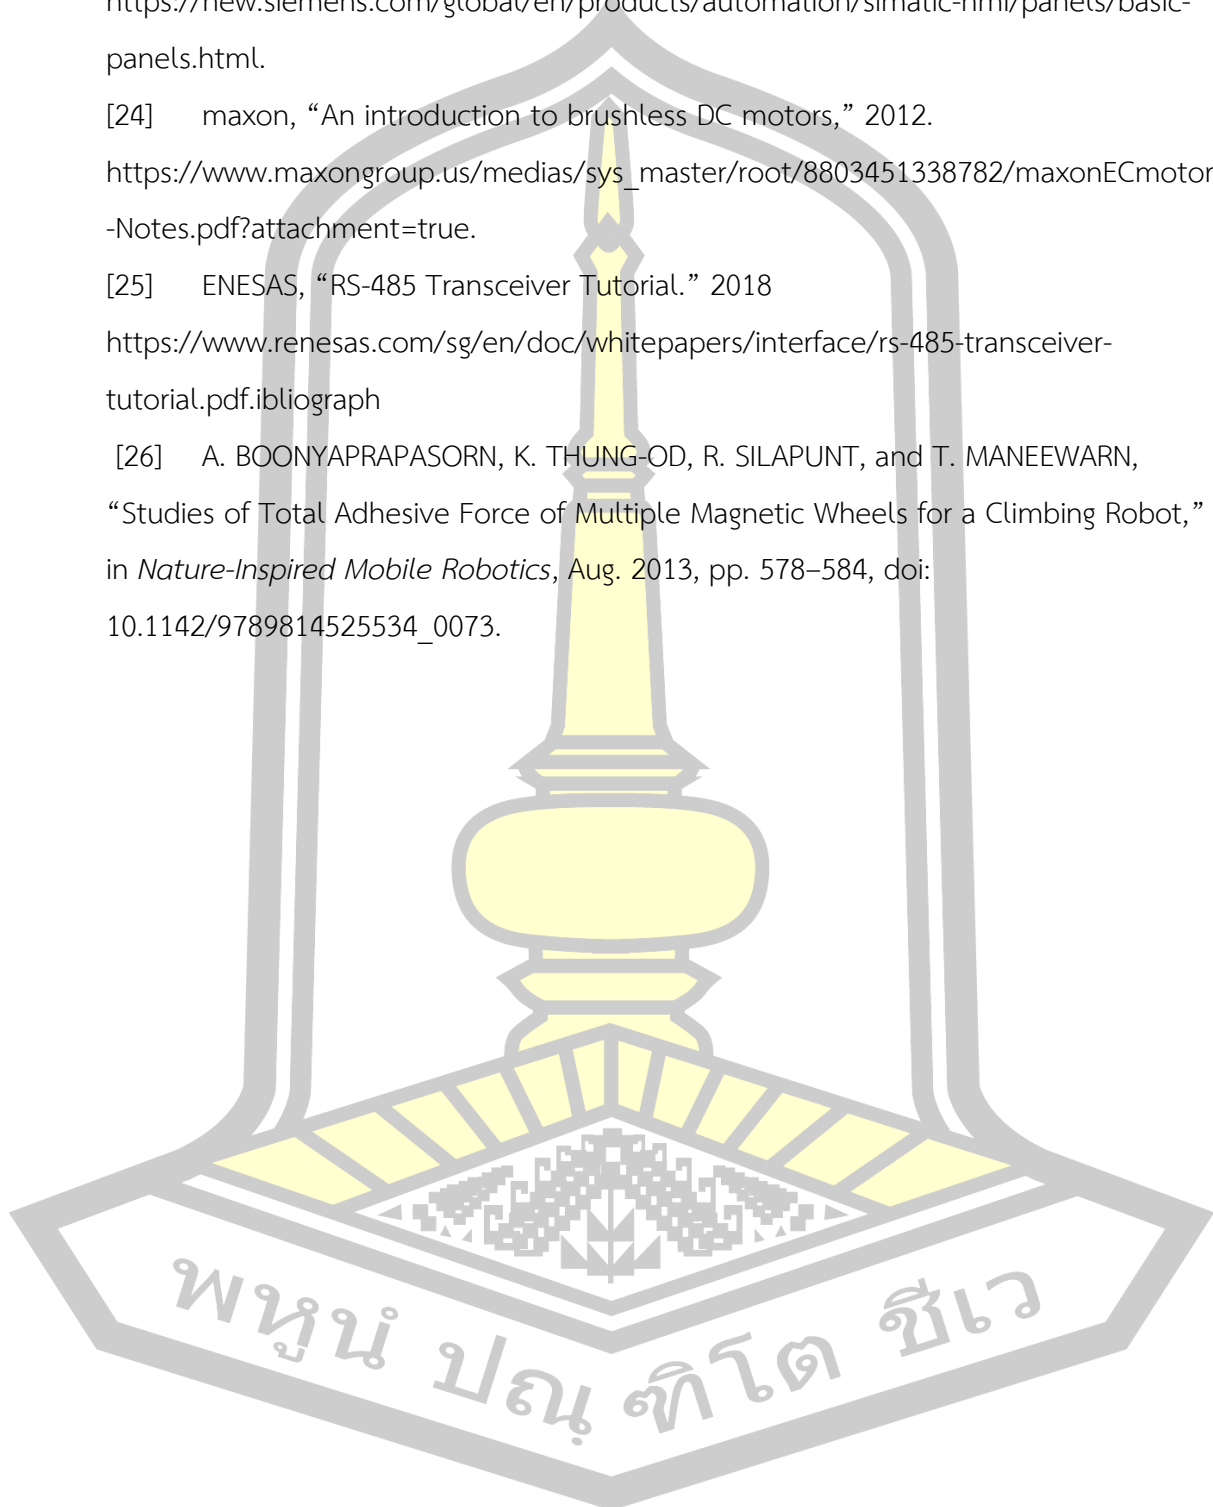 https://new.siemens.com/global/en/products/automation/simatic-hmi/panels/basic-
panels.html.
[24] maxon, “An introduction to brushless DC motors,” 2012.
https://www.maxongroup.us/medias/sys_master/root/8803451338782/maxonECmotor
-Notes.pdf?attachment=true.
[25] ENESAS, “RS-485 Transceiver Tutorial.” 2018
https://www.renesas.com/sg/en/doc/whitepapers/interface/rs-485-transceiver-
tutorial.pdf.ibliograph
[26] A. BOONYAPRAPASORN, K. THUNG-OD, R. SILAPUNT, and T. MANEEWARN,
“Studies of Total Adhesive Force of Multiple Magnetic Wheels for a Climbing Robot,”
in Nature-Inspired Mobile Robotics, Aug. 2013, pp. 578–584, doi:
10.1142/9789814525534_0073.
พหูนํ ปณฺฑิโต ชีเว